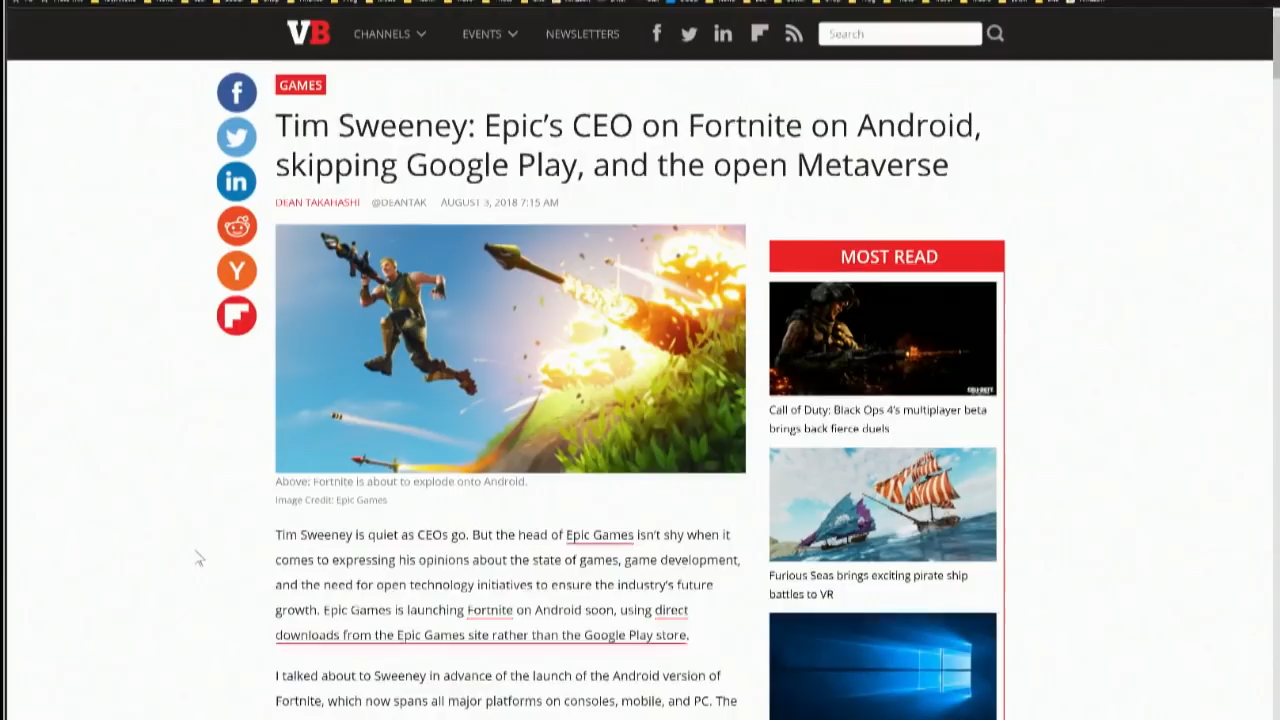 VB
CHANNELS
EVENTS
NEWSLETTERS
Search
GAMES
Tim Sweeney: Epic’s CEO on Fortnite on Android,
skipping Google Play, and the open Metaverse
DEAN TAKAHASHI @DEANTAK AUGUST 3, 2018 7:15 AM
Above: Fortnite is about to explode onto Android.
Image Credit: Epic Games
Tim Sweeney is quiet as CEOs go. But the head of Epic Games isn’t shy when it
comes to expressing his opinions about the state of games, game development,
and the need for open technology initiatives to ensure the industry’s future
growth. Epic Games is launching Fortnite on Android soon, using direct
downloads from the Epic Games site rather than the Google Play store.
I talked about to Sweeney in advance of the launch of the Android version of
Fortnite, which now spans all major platforms on consoles, mobile, and PC. The
MOST READ
CALL OF DUTY
Call of Duty: Black Ops 4’s multiplayer beta
brings back fierce duels
Furious Seas brings exciting pirate ship
battles to VR